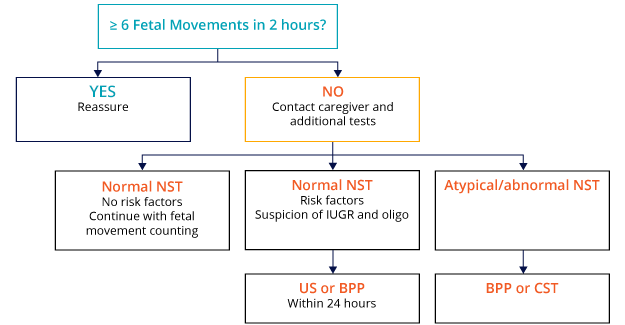 ≥ 6 Fetal Movements in 2 hours?
YES
Reassure
NO
Contact caregiver and
additional tests
Normal NST
No risk factors
Continue with fetal
movement counting
Normal NST
Risk factors
Suspicion of IUGR and oligo
Atypical/abnormal NST
US or BPP
Within 24 hours
BPP or CST